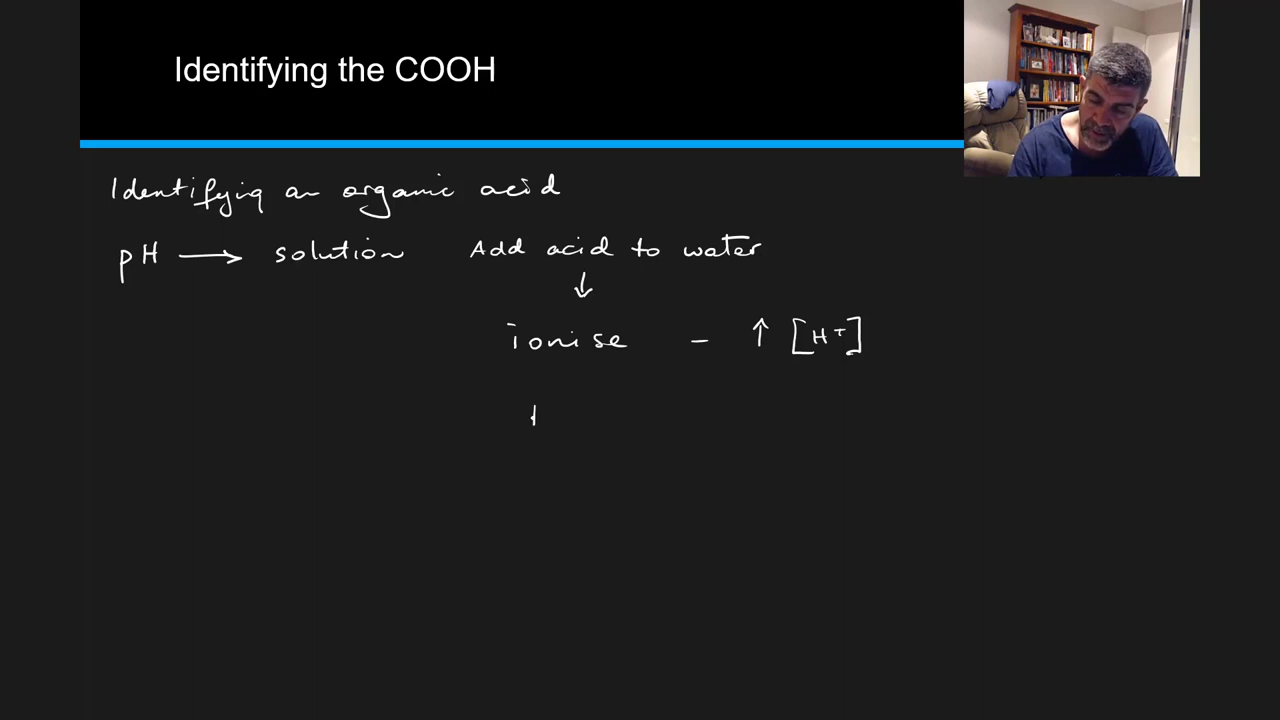 Identifying the COOH
Identifying an organic acid
pH → solution Add acid to water
↓
ionise – ↑ [H+]